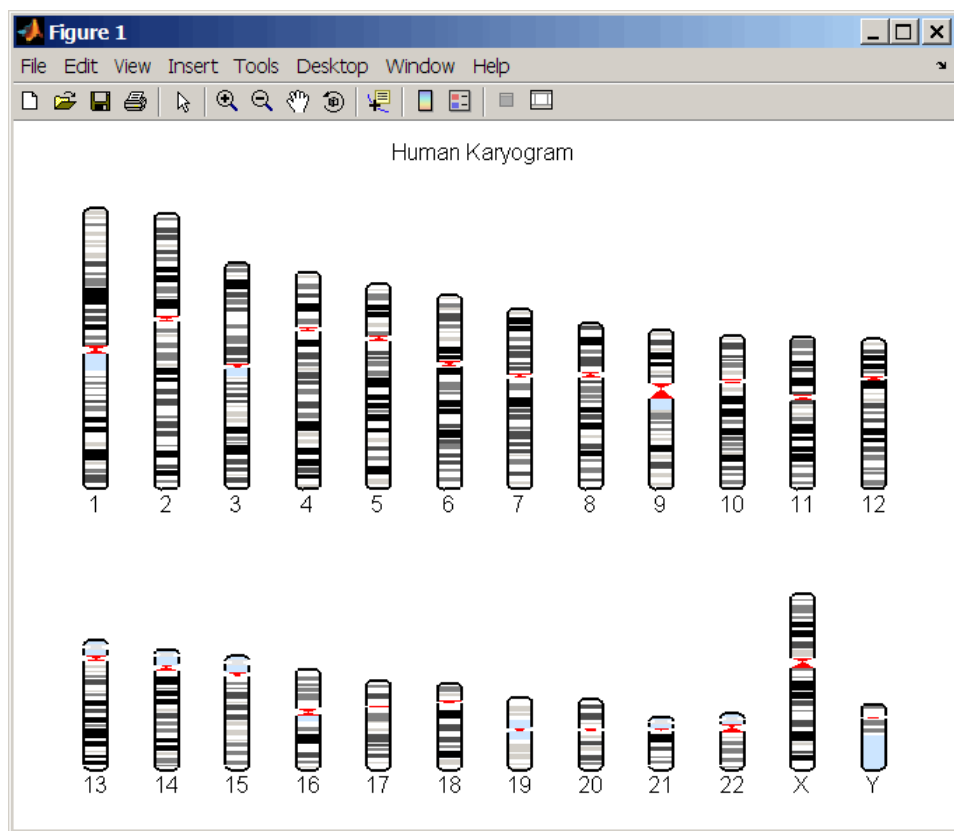 Figure 1
File Edit View Insert Tools Desktop Window Help
Human Karyogram
1 2 3 4 5 6 7 8 9 10 11 12
13 14 15 16 17 18 19 20 21 22 X Y